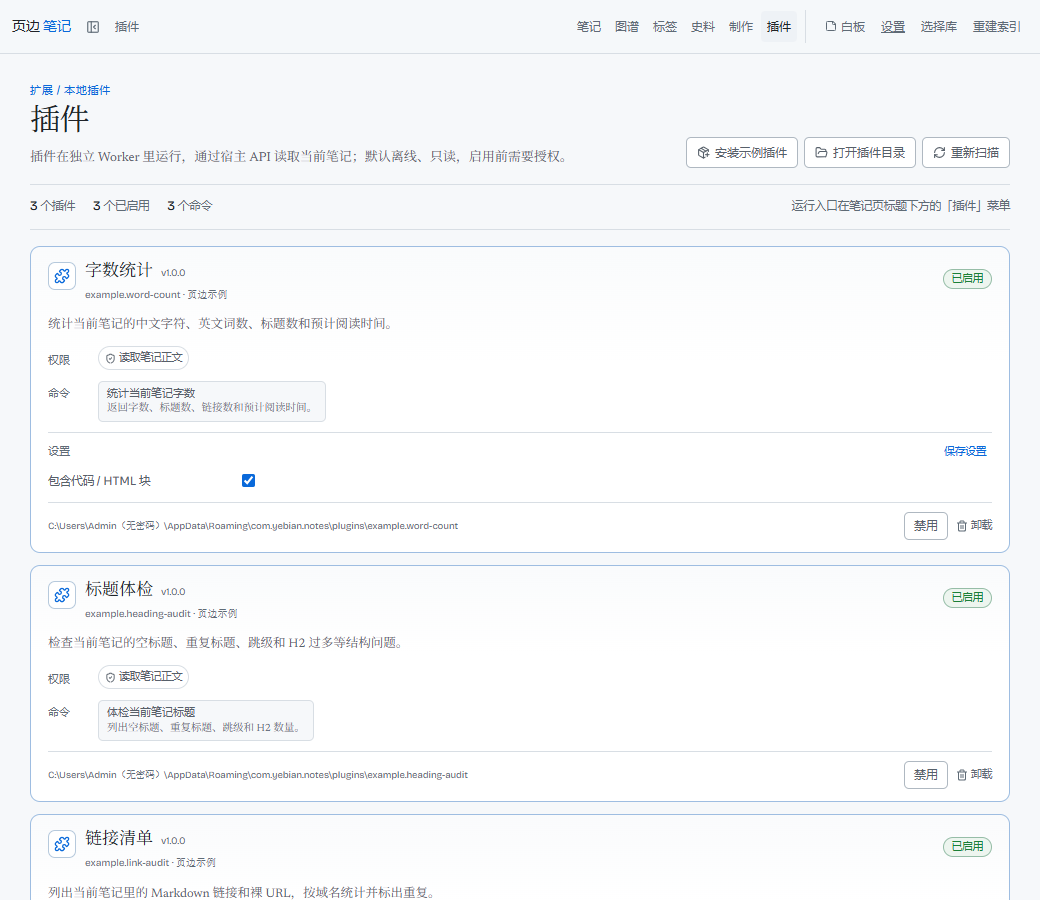 页边 笔记 插件 笔记 图谱 标签 史料 制作 插件 白板 设置 选择库 重建索引
扩展 / 本地插件
插件
插件在独立 Worker 里运行，通过宿主 API 读取当前笔记；默认离线、只读，启用前需要授权。
安装示例插件 打开插件目录 重新扫描
3 个插件 3 个已启用 3 个命令 运行入口在笔记页标题下方的「插件」菜单
字数统计 v1.0.0 已启用
example.word-count · 页边示例
统计当前笔记的中文字符、英文词数、标题数和预计阅读时间。
权限 读取笔记正文
命令 统计当前笔记字数
返回字数、标题数、链接数和预计阅读时间。
设置 保存设置
包含代码 / HTML 块
C:\Users\Admin（无密码）\AppData\Roaming\com.yebian.notes\plugins\example.word-count 禁用 卸载
标题体检 v1.0.0 已启用
example.heading-audit · 页边示例
检查当前笔记的空标题、重复标题、跳级和 H2 过多等结构问题。
权限 读取笔记正文
命令 体检当前笔记标题
列出空标题、重复标题、跳级和 H2 数量。
C:\Users\Admin（无密码）\AppData\Roaming\com.yebian.notes\plugins\example.heading-audit 禁用 卸载
链接清单 v1.0.0 已启用
example.link-audit · 页边示例
列出当前笔记里的 Markdown 链接和裸 URL，按域名统计并标出重复。